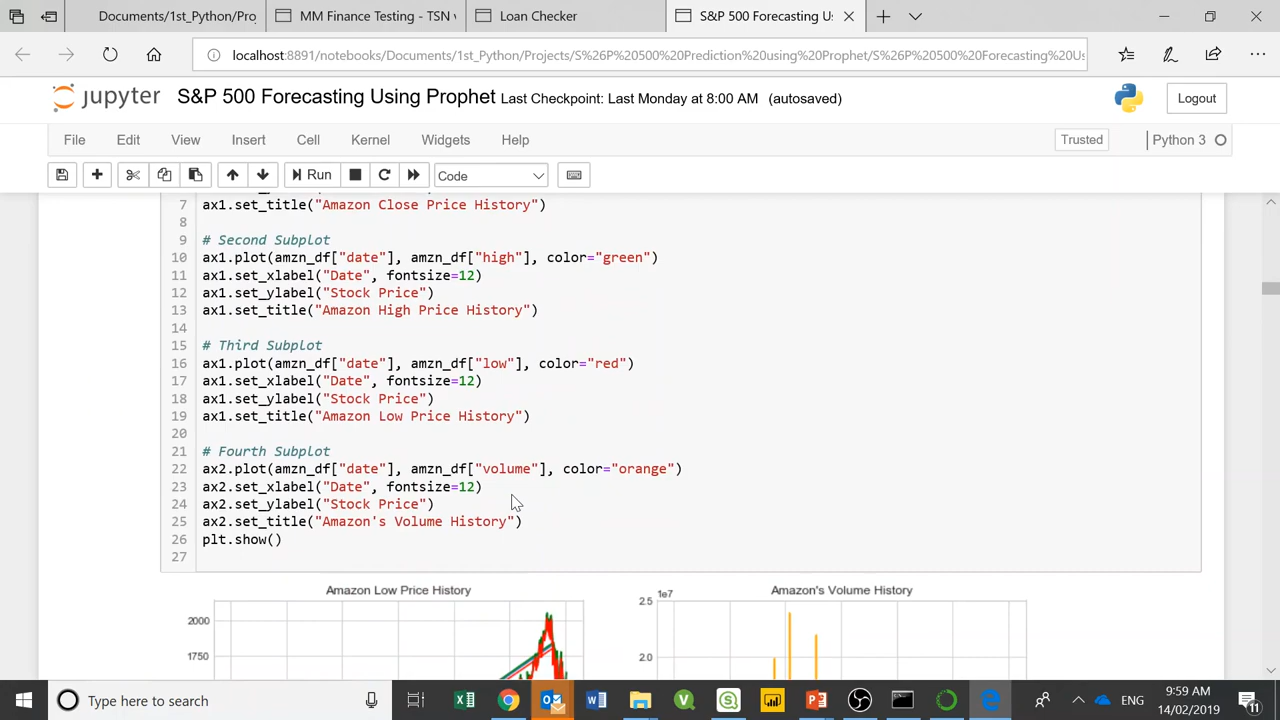 Documents/1st_Python/Pro
MM Finance Testing - TSN
Loan Checker
S&P 500 Forecasting U
localhost:8891/notebooks/Documents/1st_Python/Projects/S%26P%20500%20Prediction%20using%20Prophet/S%26P%20500%20Forecasting%20Us
jupyter S&P 500 Forecasting Using Prophet Last Checkpoint: Last Monday at 8:00 AM (autosaved)
Logout
File Edit View Insert Cell Kernel Widgets Help
Trusted Python 3
Run Code
7 ax1.set_title("Amazon Close Price History")
8
9 # Second Subplot
10 ax1.plot(amzn_df["date"], amzn_df["high"], color="green")
11 ax1.set_xlabel("Date", fontsize=12)
12 ax1.set_ylabel("Stock Price")
13 ax1.set_title("Amazon High Price History")
14
15 # Third Subplot
16 ax1.plot(amzn_df["date"], amzn_df["low"], color="red")
17 ax1.set_xlabel("Date", fontsize=12)
18 ax1.set_ylabel("Stock Price")
19 ax1.set_title("Amazon Low Price History")
20
21 # Fourth Subplot
22 ax2.plot(amzn_df["date"], amzn_df["volume"], color="orange")
23 ax2.set_xlabel("Date", fontsize=12)
24 ax2.set_ylabel("Stock Price")
25 ax2.set_title("Amazon's Volume History")
26 plt.show()
27
Amazon Low Price History
2000
1750
Amazon's Volume History
1e7
2.5
2.0
Type here to search
ENG
9:59 AM
14/02/2019
11